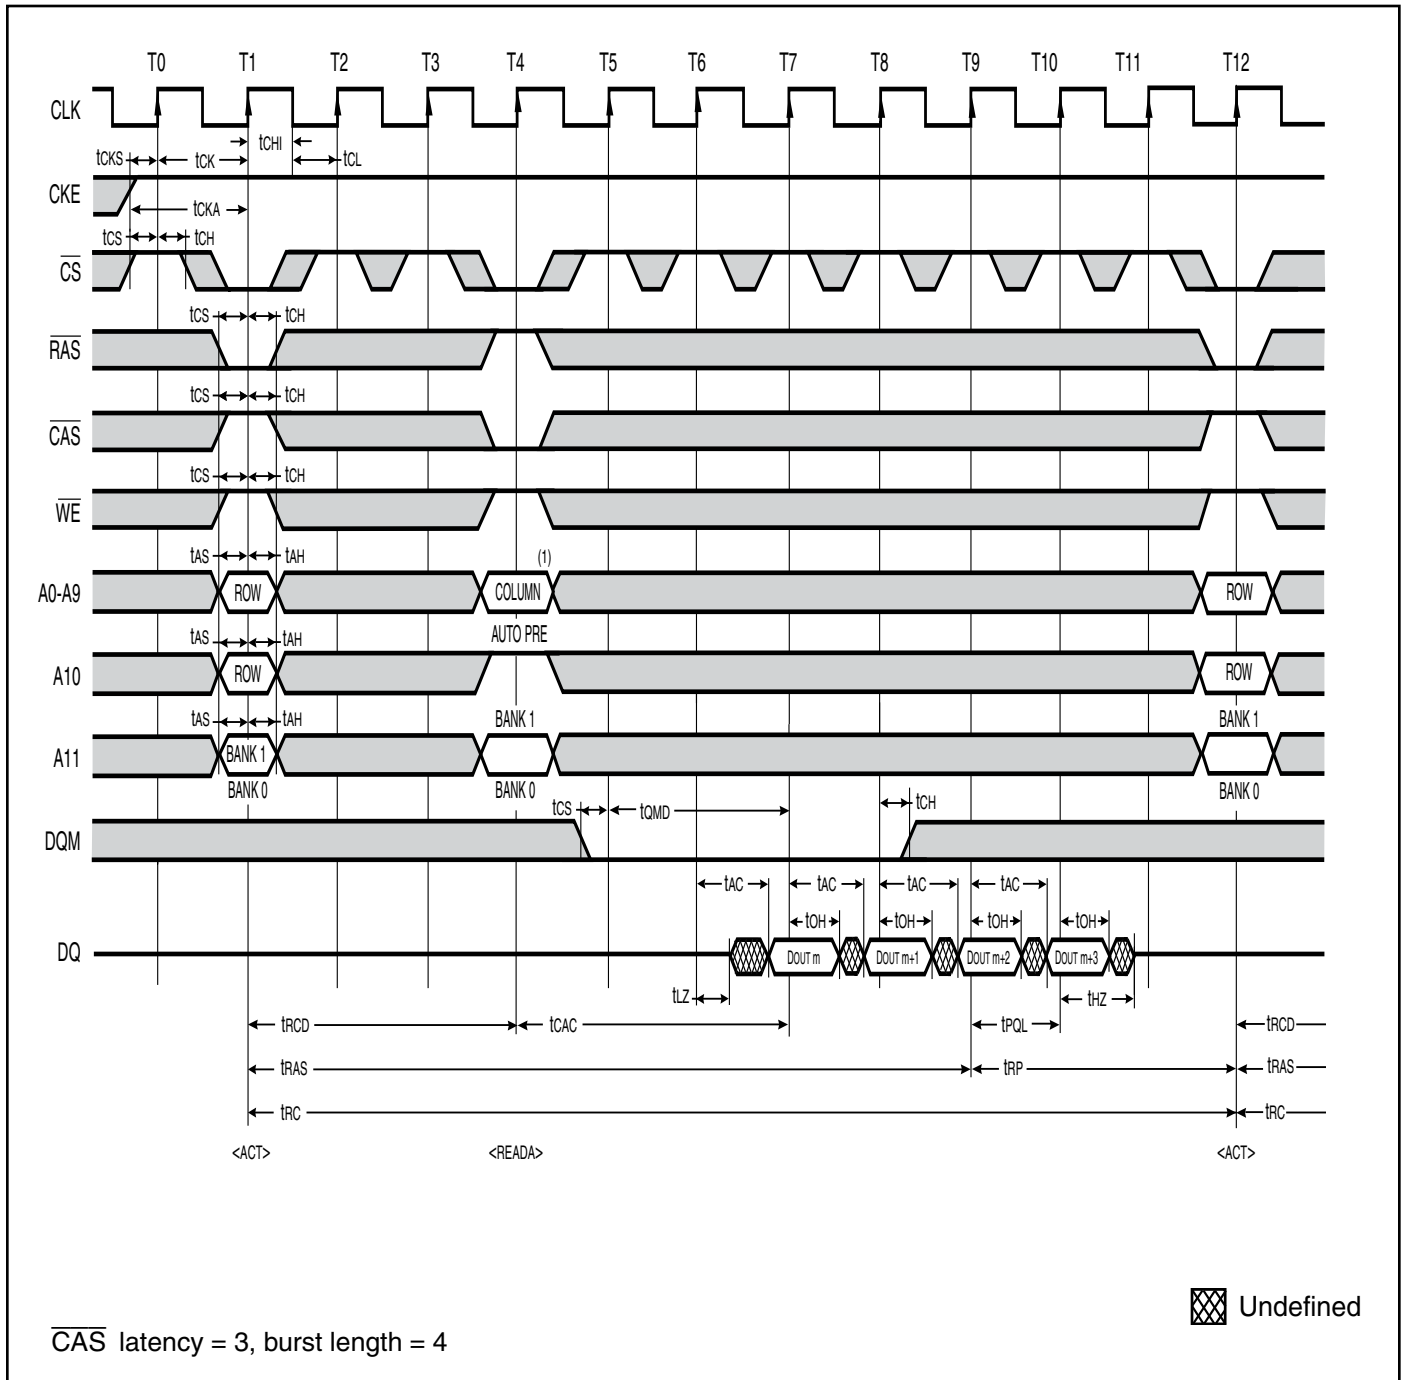 T0 T1 T2 T3 T4 T5 T6 T7 T8 T9 T10 T11 T12
CLK
tCHI
tCKS tCK tCL
CKE
tCKA
tCS tCH
CS
tCS tCH
RAS
tCS tCH
CAS
tCS tCH
WE
tAS tAH (1)
A0-A9 ROW COLUMN ROW
tAS tAH AUTO PRE
A10 ROW ROW
tAS tAH BANK 1 BANK 1
A11 BANK 1
BANK 0 BANK 0 BANK 0
tCS tQMD tCH
DQM
tAC tAC tAC tAC
tOH tOH tOH tOH
DQ DOUT m DOUT m+1 DOUT m+2 DOUT m+3
tLZ tHZ
tRCD tCAC tPQL tRCD
tRAS tRP tRAS
tRC tRC
<ACT> <READA> <ACT>
Undefined
CAS latency = 3, burst length = 4